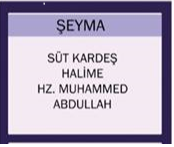 ŞEYMA
SÜT KARDEŞ
HALİME
HZ. MUHAMMED
ABDULLAH